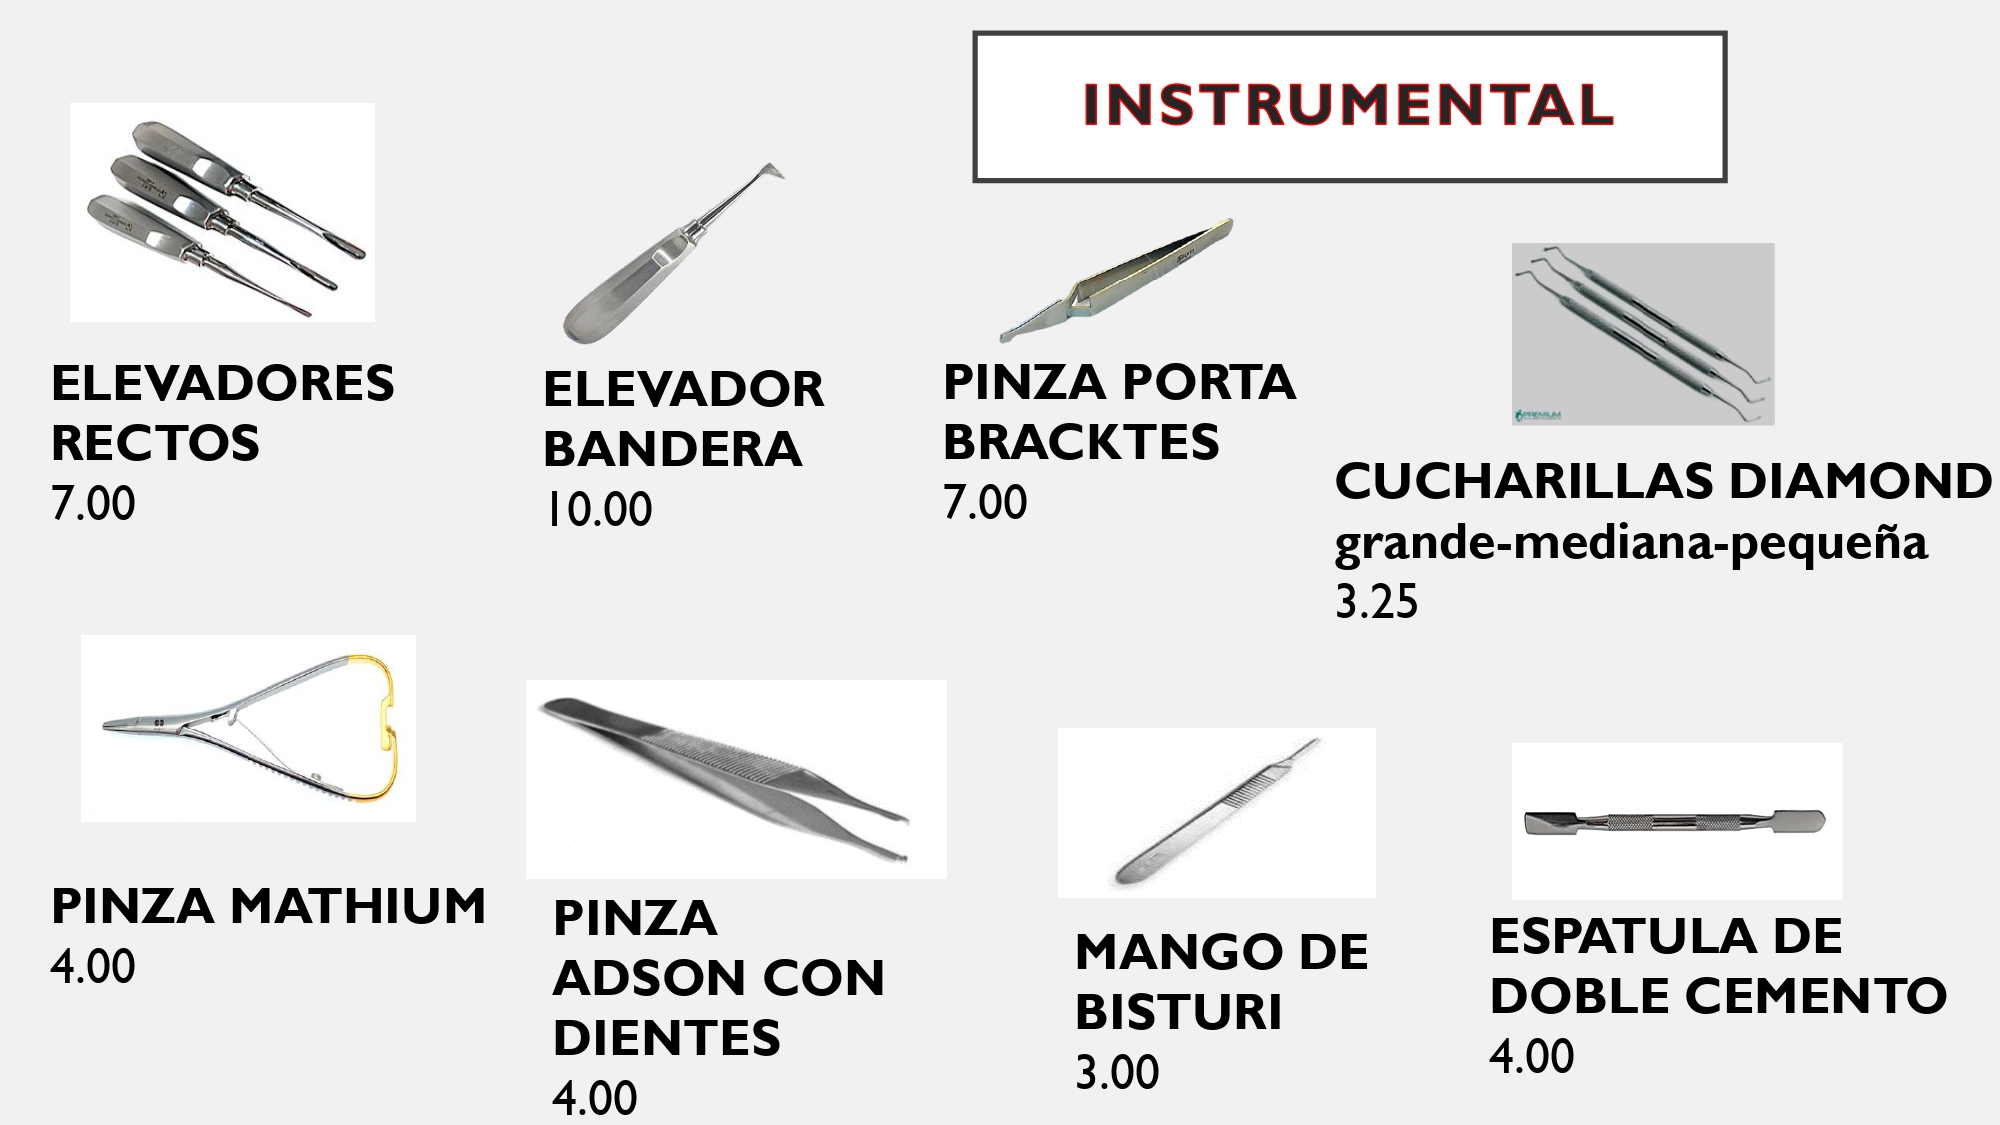 INSTRUMENTAL
ELEVADORES
RECTOS
7.00
ELEVADOR
BANDERA
10.00
PINZA PORTA
BRACKTES
7.00
PREMIUM
CUCHARILLAS DIAMOND
grande-mediana-pequeña
3.25
PINZA MATHIUM
4.00
PINZA
ADSON CON
DIENTES
4.00
MANGO DE
BISTURI
3.00
ESPATULA DE
DOBLE CEMENTO
4.00